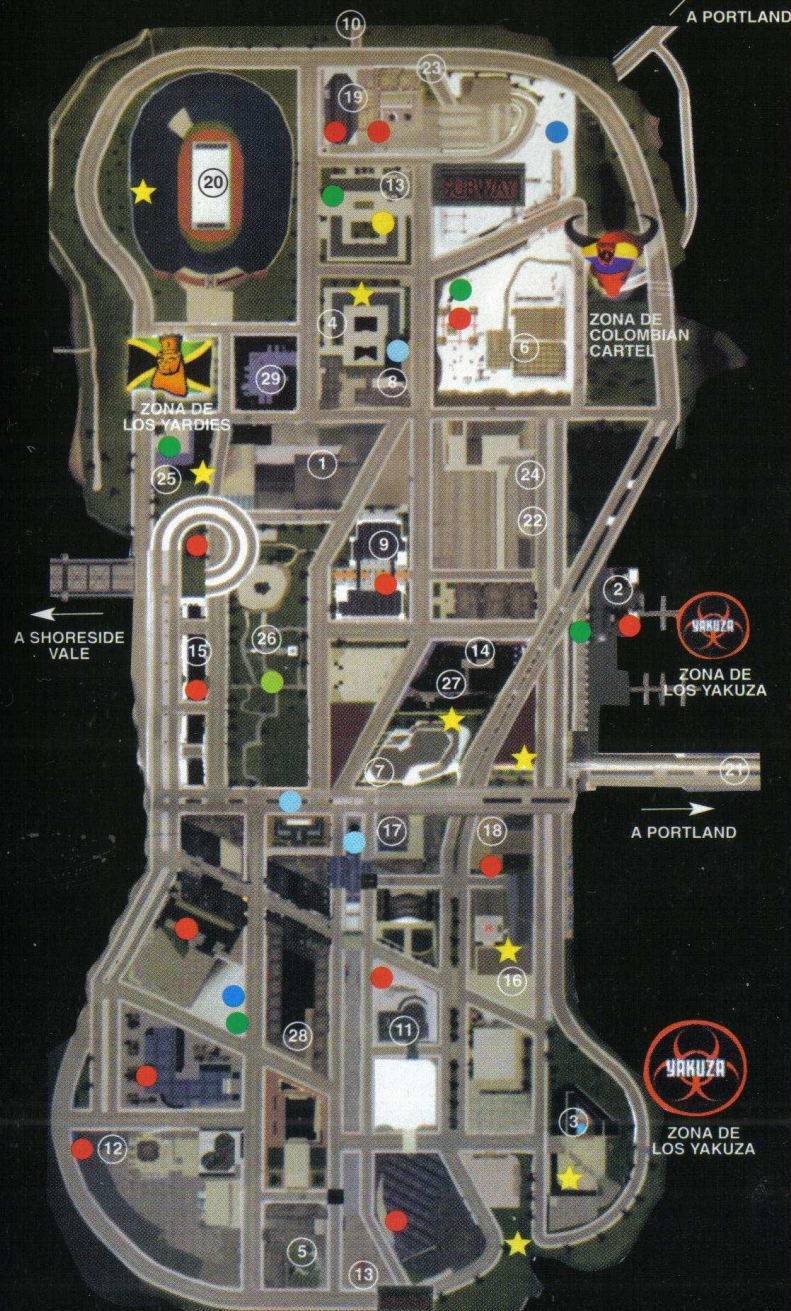 A PORTLAND
10
23
19
20
13
SUBWAY
4
ZONA DE
COLOMBIAN
CARTEL
6
29
8
ZONA DE
LOS YARDIES
1
25
24
22
9
2
A SHORESIDE
VALE
YAKUZA
ZONA DE
LOS YAKUZA
26
15
14
27
7
21
A PORTLAND
17
18
H
16
28
11
YAKUZA
3
ZONA DE
LOS YAKUZA
12
5
13